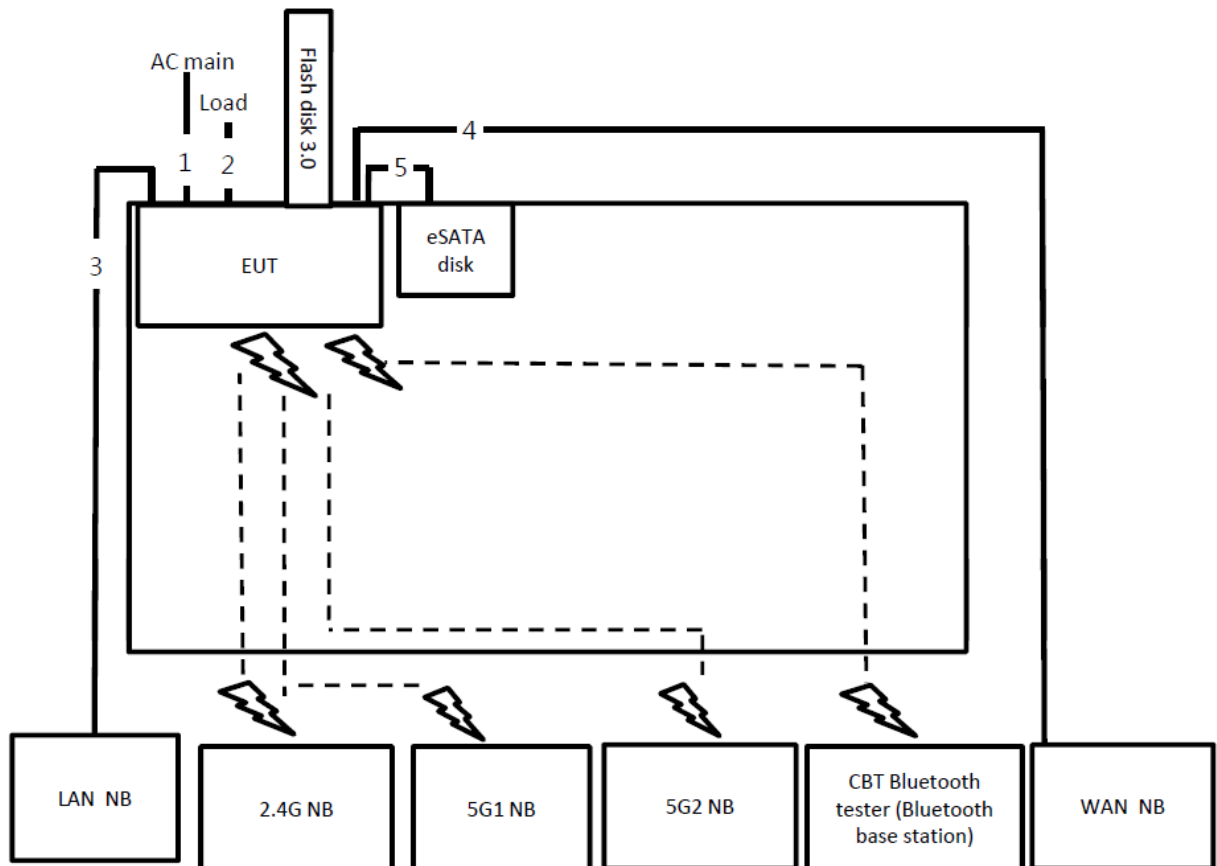 AC main
Load
Flash disk 3.0
4
1
2
5
3
EUT
eSATA
disk
LAN NB
2.4G NB
5G1 NB
5G2 NB
CBT Bluetooth
tester (Bluetooth
base station)
WAN NB